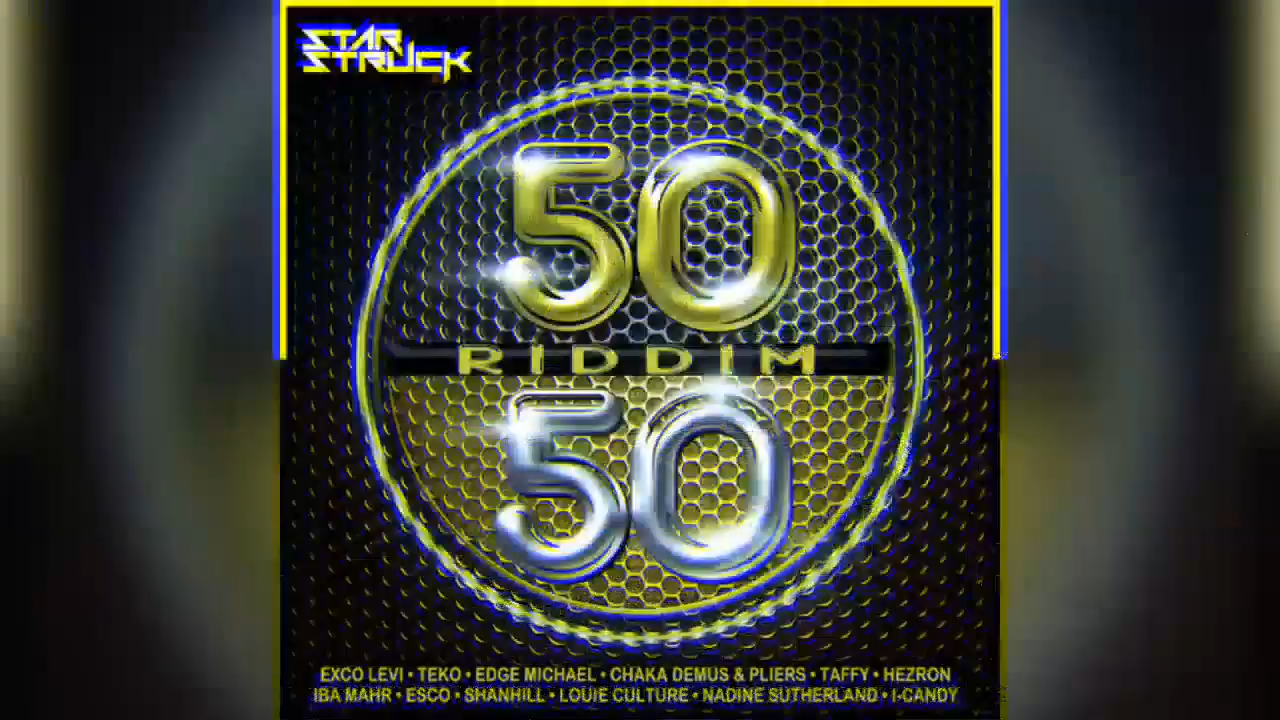 STAR
STRUCK
50
RIDDIM
50
EXCO LEVI • TEKO • EDGE MICHAEL • CHAKA DEMUS & PLIERS • TAFFY • HEZRON
IBA MAHR • ESCO • SHANHILL • LOUIE CULTURE • NADINE SUTHERLAND • I-CANDY